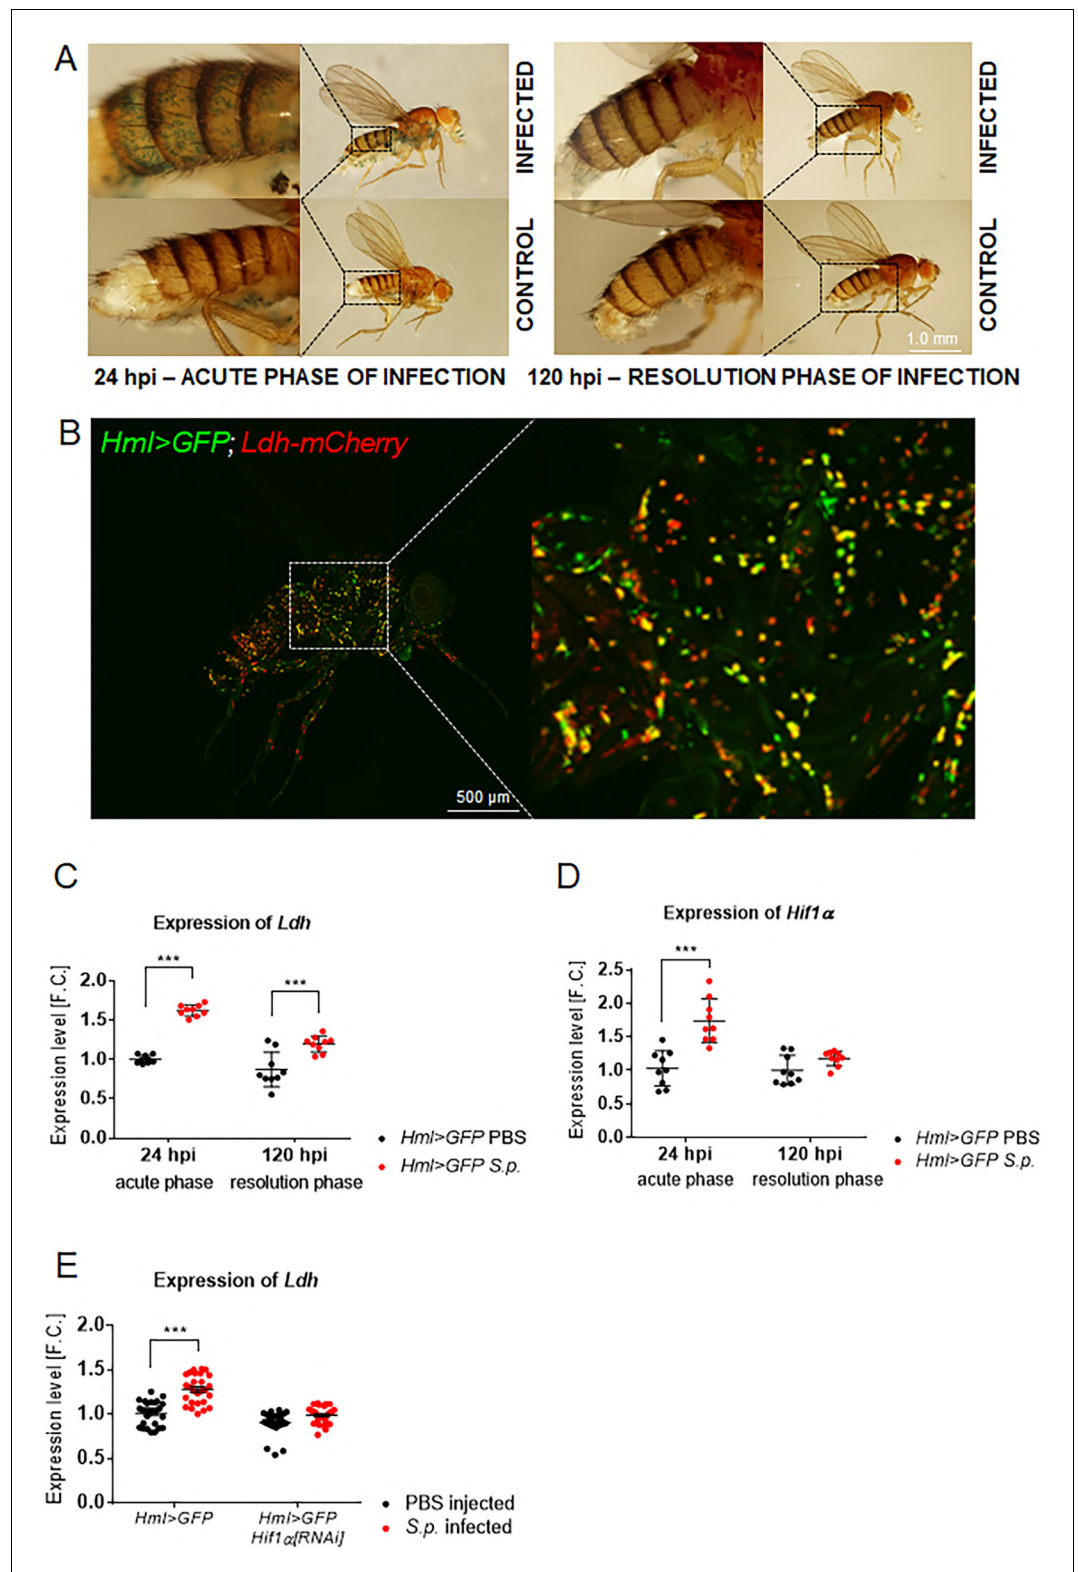 A
INFECTED
CONTROL
INFECTED
CONTROL
1.0 mm
24 hpi – ACUTE PHASE OF INFECTION
120 hpi – RESOLUTION PHASE OF INFECTION
B
Hml>GFP; Ldh-mCherry
500 µm
C
Expression of Ldh
Expression level [F.C.]
2.0
1.5
1.0
0.5
0.0
***
***
24 hpi
120 hpi
acute phase
resolution phase
Hml>GFP PBS
Hml>GFP S.p.
D
Expression of Hif1α
Expression level [F.C.]
2.5
2.0
1.5
1.0
0.5
0.0
***
24 hpi
120 hpi
acute phase
resolution phase
Hml>GFP PBS
Hml>GFP S.p.
E
Expression of Ldh
Expression level [F.C.]
2.0
1.5
1.0
0.5
0.0
***
Hml>GFP
Hml>GFP
Hif1α[RNAi]
PBS injected
S.p. infected